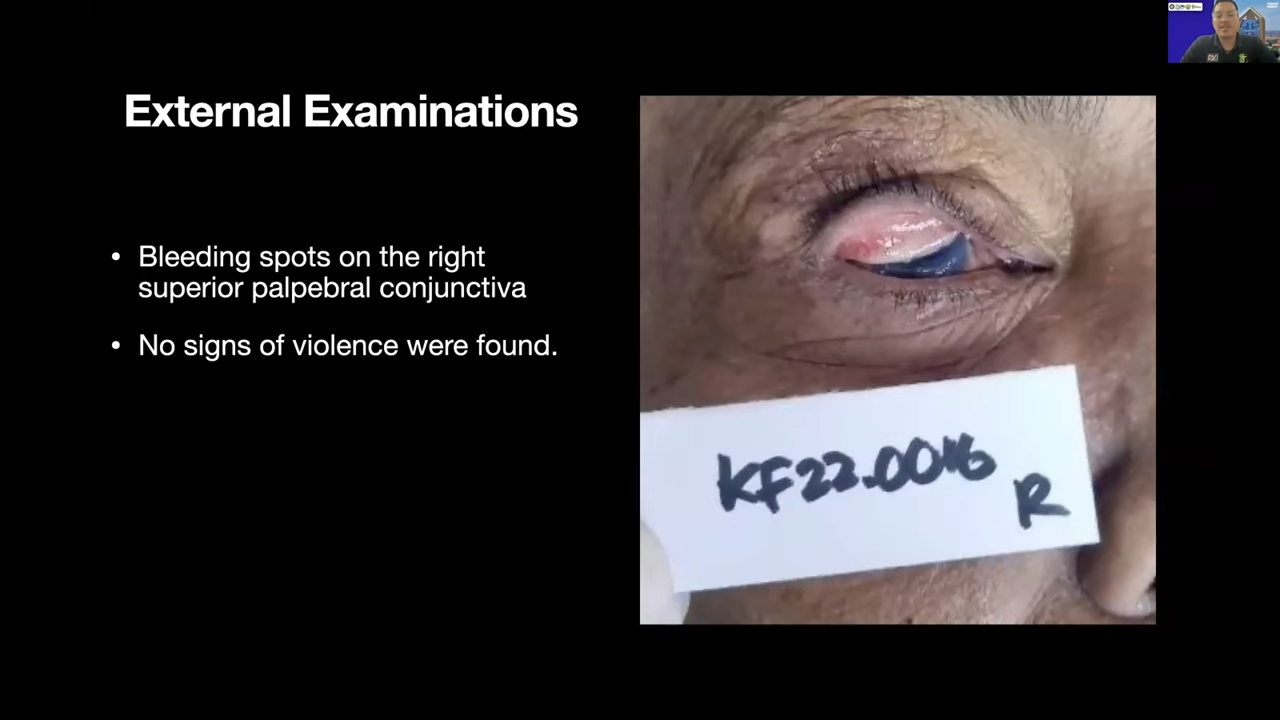 External Examinations
• Bleeding spots on the right
superior palpebral conjunctiva
• No signs of violence were found.
KF22.0016
R